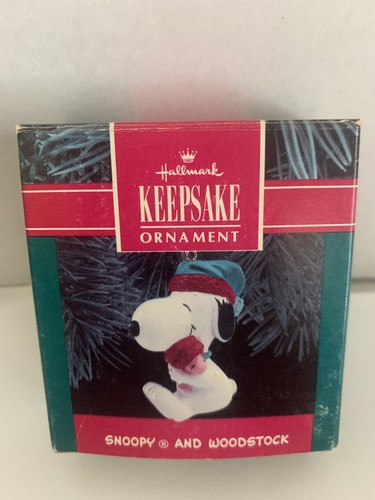 Hallmark
KEEPSAKE
ORNAMENT
SNOOPY ® AND WOODSTOCK